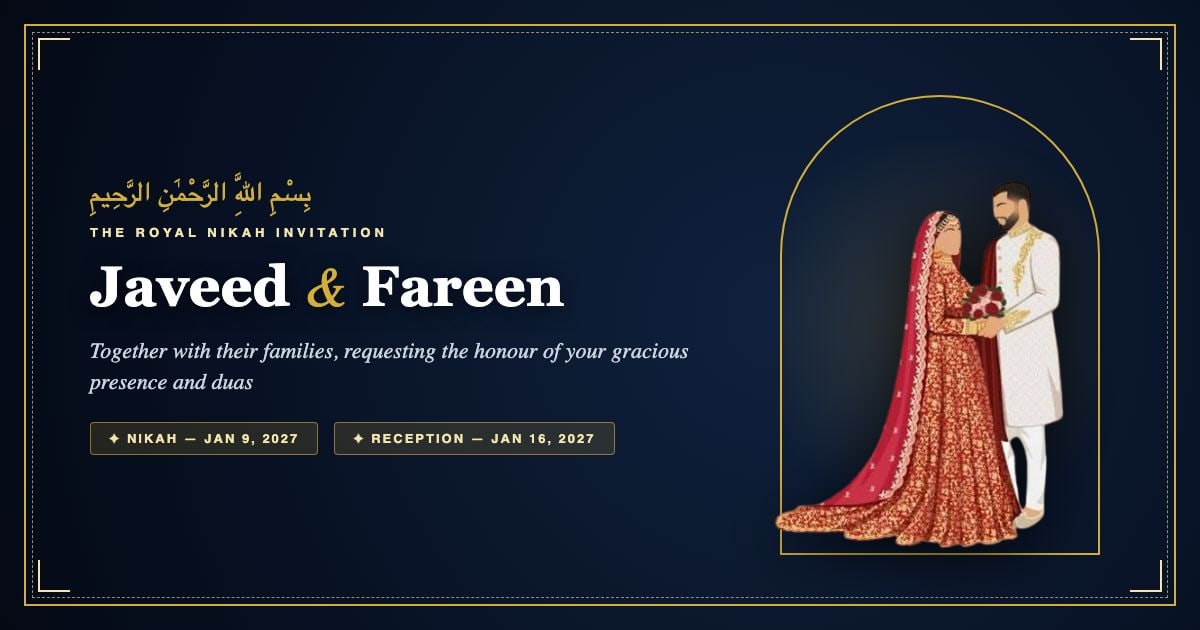 بِسْمِ اللَّهِ الرَّحْمَٰنِ الرَّحِيمِ
THE ROYAL NIKAH INVITATION
Javeed & Fareen
Together with their families, requesting the honour of your gracious
presence and duas
✦ NIKAH — JAN 9, 2027
✦ RECEPTION — JAN 16, 2027